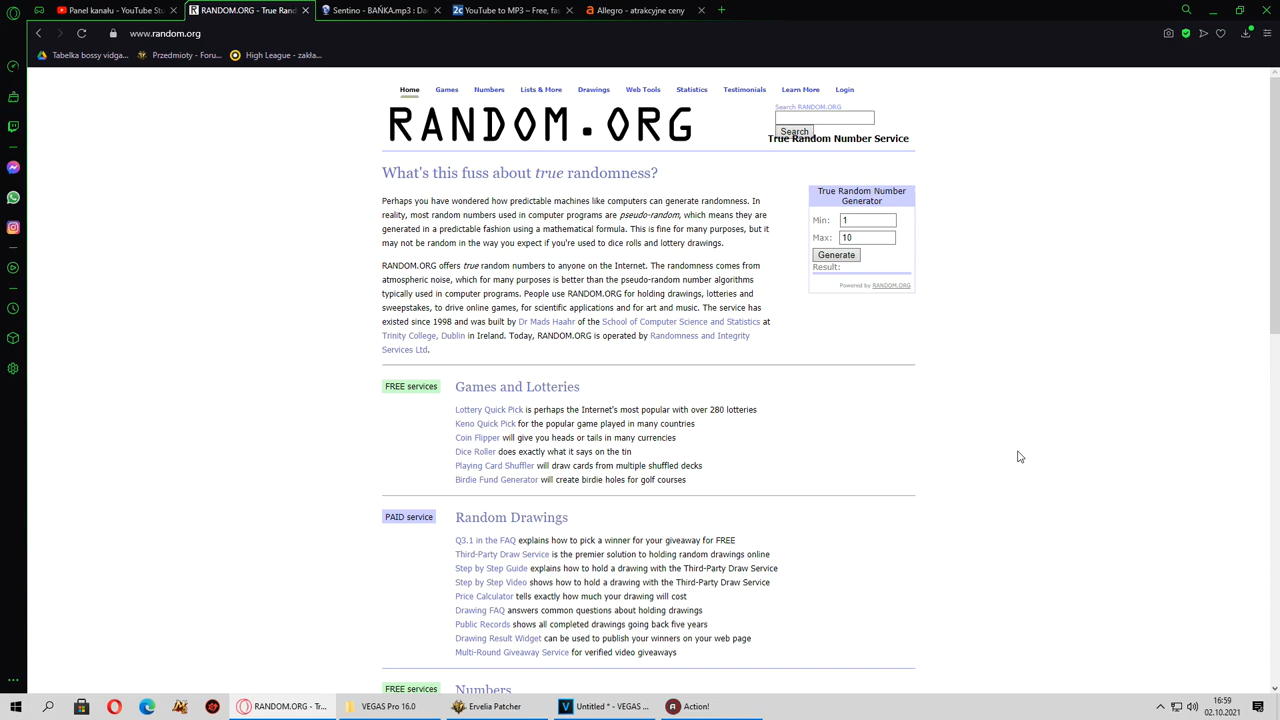 Panel kanału - YouTube St
RANDOM.ORG - True Ran
Sentino - BAŃKA.mp3 : Da
YouTube to MP3 – Free, fas
Allegro - atrakcyjne ceny
www.random.org
Tabelka bossy vidga...
Przedmioty - Foru...
High League - zakła...
Home Games Numbers Lists & More Drawings Web Tools Statistics Testimonials Learn More Login
RANDOM.ORG
Search RANDOM.ORG
Search
True Random Number Service
What's this fuss about true randomness?
Perhaps you have wondered how predictable machines like computers can generate randomness. In
reality, most random numbers used in computer programs are pseudo-random, which means they are
generated in a predictable fashion using a mathematical formula. This is fine for many purposes, but it
may not be random in the way you expect if you're used to dice rolls and lottery drawings.
RANDOM.ORG offers true random numbers to anyone on the Internet. The randomness comes from
atmospheric noise, which for many purposes is better than the pseudo-random number algorithms
typically used in computer programs. People use RANDOM.ORG for holding drawings, lotteries and
sweepstakes, to drive online games, for scientific applications and for art and music. The service has
existed since 1998 and was built by Dr Mads Haahr of the School of Computer Science and Statistics at
Trinity College, Dublin in Ireland. Today, RANDOM.ORG is operated by Randomness and Integrity
Services Ltd.
True Random Number
Generator
Min: 1
Max: 10
Generate
Result:
Powered by RANDOM.ORG
FREE services
Games and Lotteries
Lottery Quick Pick is perhaps the Internet's most popular with over 280 lotteries
Keno Quick Pick for the popular game played in many countries
Coin Flipper will give you heads or tails in many currencies
Dice Roller does exactly what it says on the tin
Playing Card Shuffler will draw cards from multiple shuffled decks
Birdie Fund Generator will create birdie holes for golf courses
PAID service
Random Drawings
Q3.1 in the FAQ explains how to pick a winner for your giveaway for FREE
Third-Party Draw Service is the premier solution to holding random drawings online
Step by Step Guide explains how to hold a drawing with the Third-Party Draw Service
Step by Step Video shows how to hold a drawing with the Third-Party Draw Service
Price Calculator tells exactly how much your drawing will cost
Drawing FAQ answers common questions about holding drawings
Public Records shows all completed drawings going back five years
Drawing Result Widget can be used to publish your winners on your web page
Multi-Round Giveaway Service for verified video giveaways
FREE services
Numbers
RANDOM.ORG - Tr...
VEGAS Pro 16.0
Ervelia Patcher
Untitled * - VEGAS ...
Action!
16:59
02.10.2021